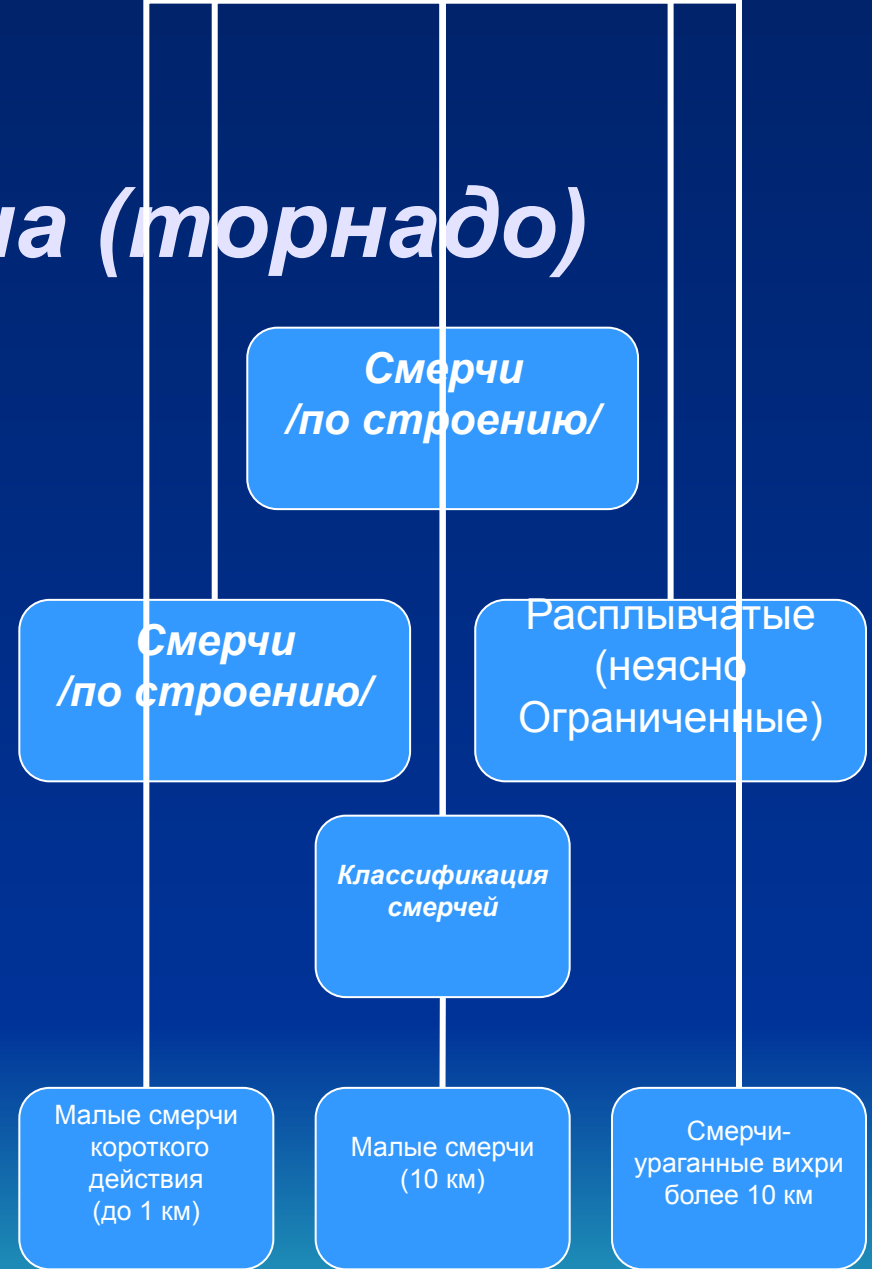 на (торнадо)
Смерчи
/по строению/
Смерчи
/по строению/
Расплывчатые
(неясно
Ограниченные)
Классификация
смерчей
Малые смерчи
короткого
действия
(до 1 км)
Малые смерчи
(10 км)
Смерчи-
ураганные вихри
более 10 км